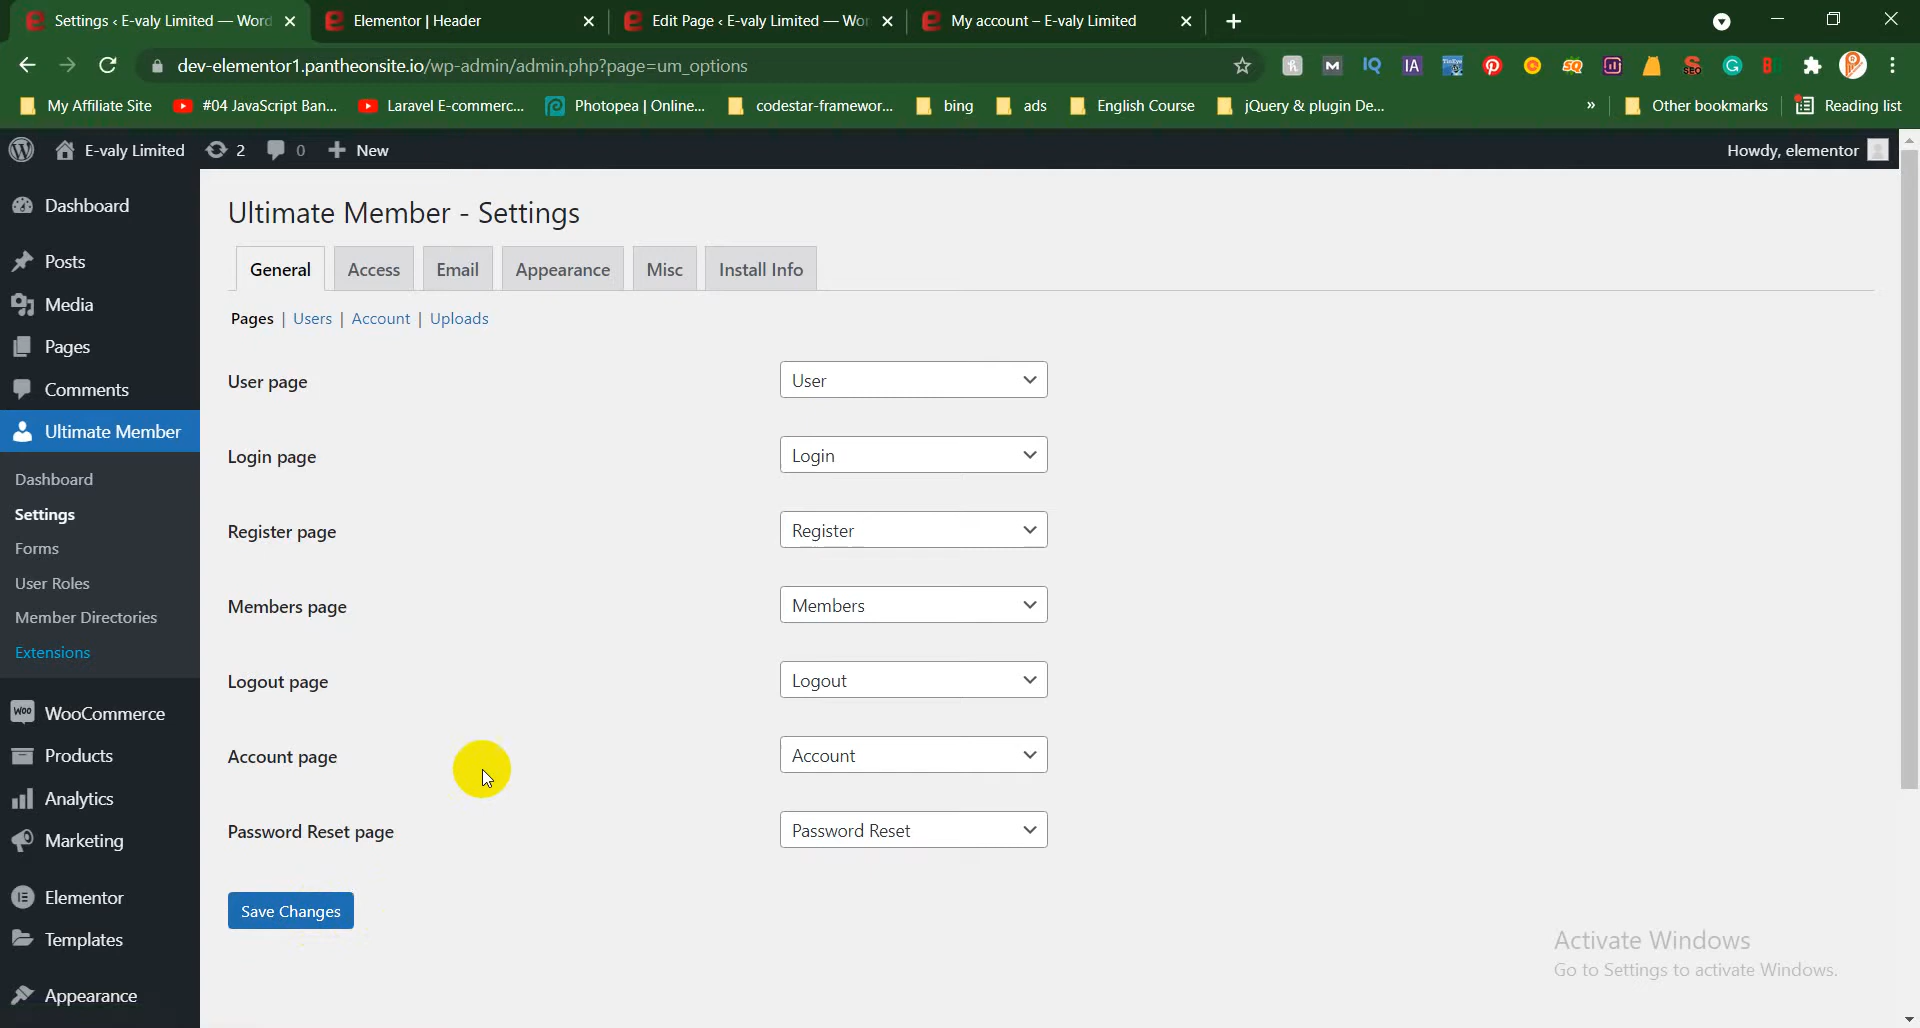 Settings ‹ E-valy Limited — Word
Elementor | Header
Edit Page ‹ E-valy Limited — Wor
My account – E-valy Limited
dev-elementor1.pantheonsite.io/wp-admin/admin.php?page=um_options
My Affiliate Site
#04 JavaScript Ban...
Laravel E-commerc...
Photopea | Online...
codestar-framewor...
bing
ads
English Course
jQuery & plugin De...
»
Other bookmarks
Reading list
E-valy Limited
2
0
New
Howdy, elementor
Dashboard
Posts
Media
Pages
Comments
Ultimate Member
Dashboard
Settings
Forms
User Roles
Member Directories
Extensions
WooCommerce
Products
Analytics
Marketing
Elementor
Templates
Appearance
Ultimate Member - Settings
General
Access
Email
Appearance
Misc
Install Info
Pages | Users | Account | Uploads
User page
User
Login page
Login
Register page
Register
Members page
Members
Logout page
Logout
Account page
Account
Password Reset page
Password Reset
Save Changes
Activate Windows
Go to Settings to activate Windows.